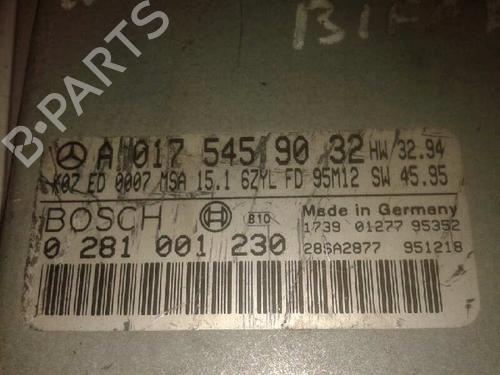 B-PARTS
A 017 545 90 32 HW/32.94
K07 ED 0007 MSA 15.1 6ZYL FD 95M12 SW 45.95
BOSCH 810 Made in Germany
0 281 001 230 1739 01277 95352
28SA2877 951218